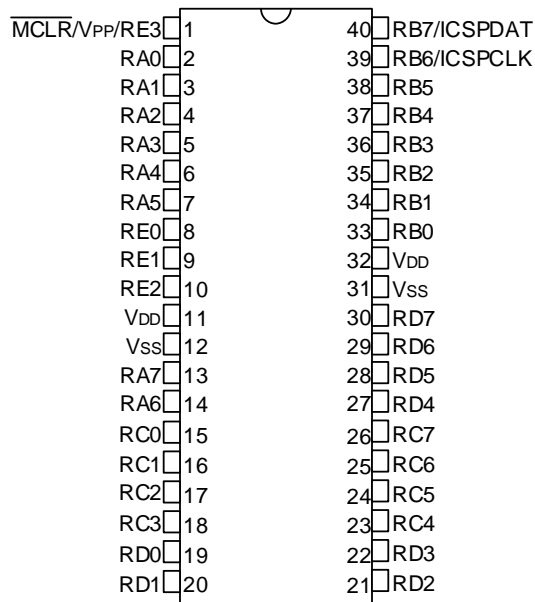 MCLR/VPP/RE3 1 40 RB7/ICSPDAT
RA0 2 39 RB6/ICSPCLK
RA1 3 38 RB5
RA2 4 37 RB4
RA3 5 36 RB3
RA4 6 35 RB2
RA5 7 34 RB1
RE0 8 33 RB0
RE1 9 32 VDD
RE2 10 31 VSS
VDD 11 30 RD7
VSS 12 29 RD6
RA7 13 28 RD5
RA6 14 27 RD4
RC0 15 26 RC7
RC1 16 25 RC6
RC2 17 24 RC5
RC3 18 23 RC4
RD0 19 22 RD3
RD1 20 21 RD2